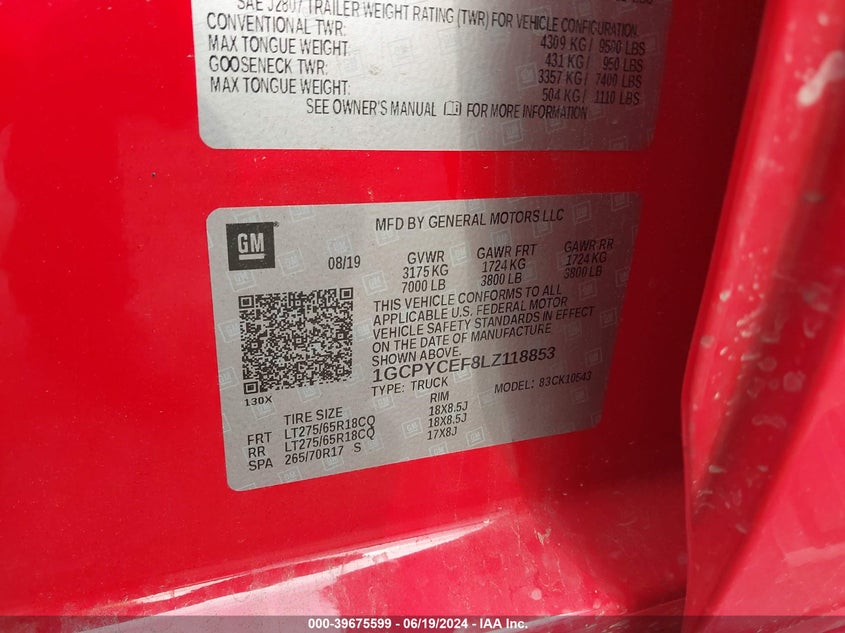 SAE J2807 TRAILER WEIGHT RATING (TWR) FOR VEHICLE CONFIGURATION.
CONVENTIONAL TWR: 4309 KG/ 9500 LBS
MAX TONGUE WEIGHT: 431 KG/ 950 LBS
GOOSENECK TWR: 3357 KG/ 7400 LBS
MAX TONGUE WEIGHT: 504 KG/ 1110 LBS
SEE OWNER'S MANUAL FOR MORE INFORMATION
GM
MFD BY GENERAL MOTORS LLC
08/19 GVWR GAWR FRT GAWR RR
3175 KG 1724 KG 1724 KG
7000 LB 3800 LB 3800 LB
THIS VEHICLE CONFORMS TO ALL
APPLICABLE U.S. FEDERAL MOTOR
VEHICLE SAFETY STANDARDS IN EFFECT
ON THE DATE OF MANUFACTURE
SHOWN ABOVE.
1GCPYCEF8LZ118853
TYPE: TRUCK MODEL: 83CK10543
130X
TIRE SIZE RIM
FRT LT275/65R18CQ 18X8.5J
RR LT275/65R18CQ 18X8.5J
SPA 265/70R17 S 17X8J
000-39675599 - 06/19/2024 - IAAI.COM